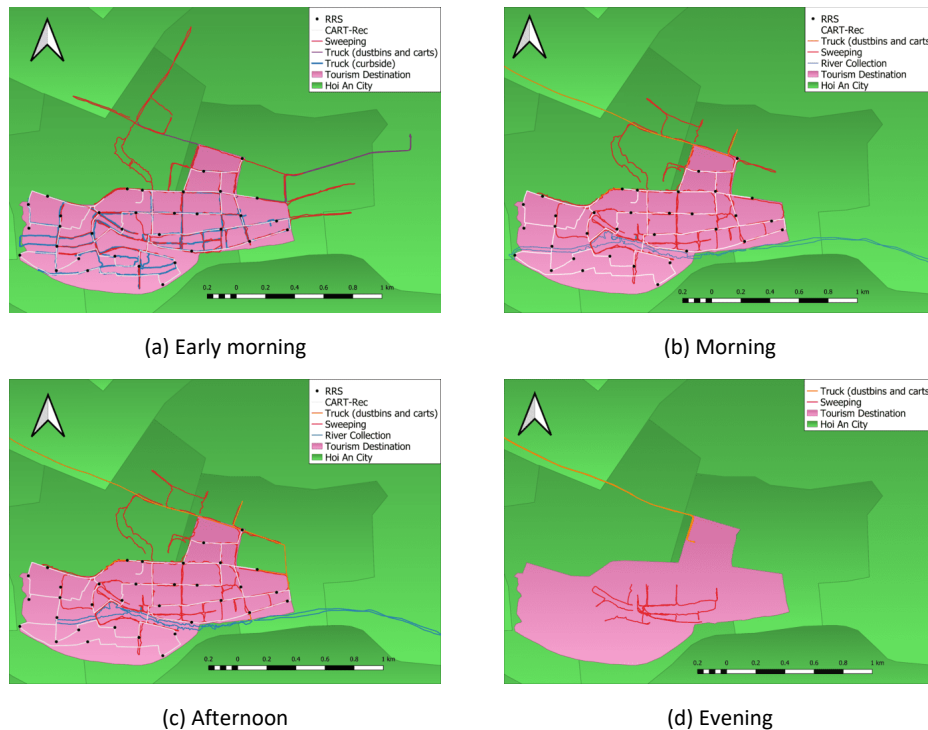 RRS
CART-Rec
Sweeping
Truck (dustbins and carts)
Truck (curbside)
Tourism Destination
Hoi An City
0.2 0 0.2 0.4 0.6 0.8 1 km
(a) Early morning
RRS
CART-Rec
Truck (dustbins and carts
Sweeping
River Collection
Tourism Destination
Hoi An City
0.2 0 0.2 0.4 0.6 0.8 1 km
(b) Morning
RRS
CART-Rec
Truck (dustbins and carts)
Sweeping
River Collection
Tourism Destination
Hoi An City
0.2 0 0.2 0.4 0.6 0.8 1 km
(c) Afternoon
Truck (dustbins and carts
Sweeping
Tourism Destination
Hoi An City
0.2 0 0.2 0.4 0.6 0.8 1 km
(d) Evening